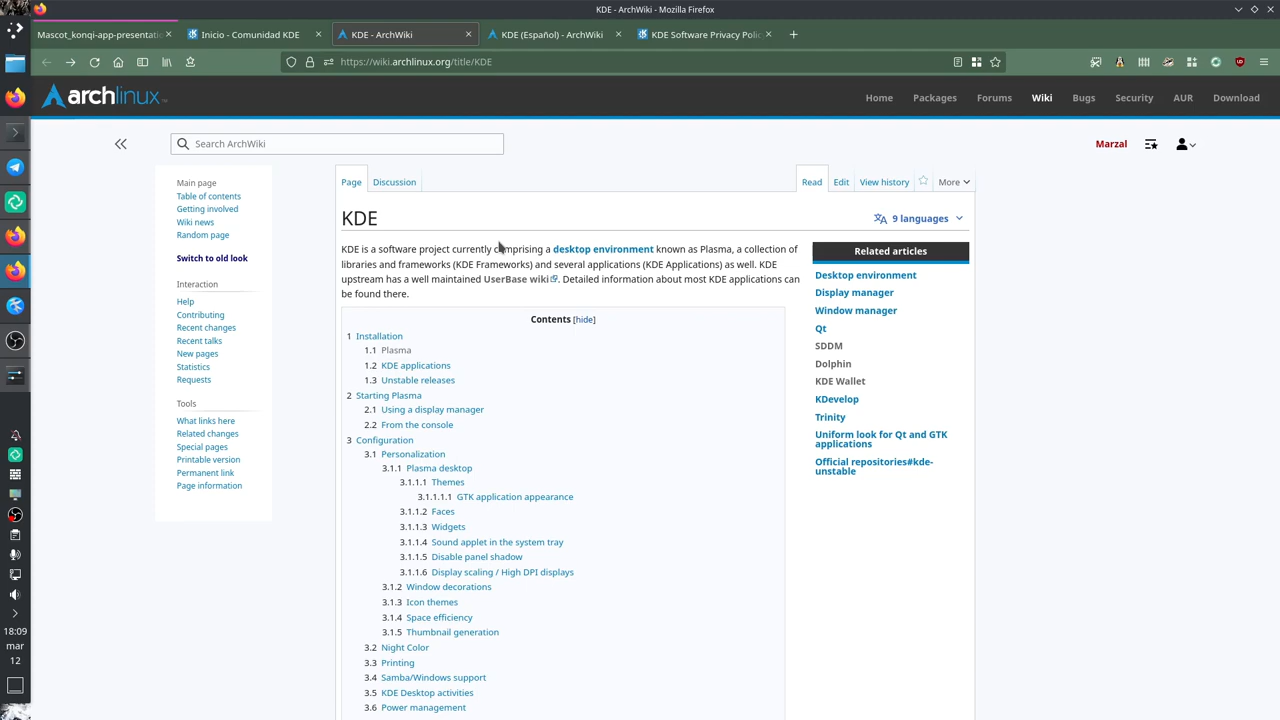 KDE - ArchWiki — Mozilla Firefox
Mascot_konqi-app-presentatio
Inicio - Comunidad KDE
KDE - ArchWiki
KDE (Español) - ArchWiki
KDE Software Privacy Polic
https://wiki.archlinux.org/title/KDE
archlinux
Home Packages Forums Wiki Bugs Security AUR Download
Search ArchWiki
Marzal
Main page
Table of contents
Getting involved
Wiki news
Random page
Switch to old look
Interaction
Help
Contributing
Recent changes
Recent talks
New pages
Statistics
Requests
Tools
What links here
Related changes
Special pages
Printable version
Permanent link
Page information
Page Discussion
Read Edit View history More
KDE
9 languages
KDE is a software project currently comprising a desktop environment known as Plasma, a collection of
libraries and frameworks (KDE Frameworks) and several applications (KDE Applications) as well. KDE
upstream has a well maintained UserBase wiki. Detailed information about most KDE applications can
be found there.
Contents [hide]
1 Installation
1.1 Plasma
1.2 KDE applications
1.3 Unstable releases
2 Starting Plasma
2.1 Using a display manager
2.2 From the console
3 Configuration
3.1 Personalization
3.1.1 Plasma desktop
3.1.1.1 Themes
3.1.1.1.1 GTK application appearance
3.1.1.2 Faces
3.1.1.3 Widgets
3.1.1.4 Sound applet in the system tray
3.1.1.5 Disable panel shadow
3.1.1.6 Display scaling / High DPI displays
3.1.2 Window decorations
3.1.3 Icon themes
3.1.4 Space efficiency
3.1.5 Thumbnail generation
3.2 Night Color
3.3 Printing
3.4 Samba/Windows support
3.5 KDE Desktop activities
3.6 Power management
Related articles
Desktop environment
Display manager
Window manager
Qt
SDDM
Dolphin
KDE Wallet
KDevelop
Trinity
Uniform look for Qt and GTK
applications
Official repositories#kde-
unstable
18:09
mar
12